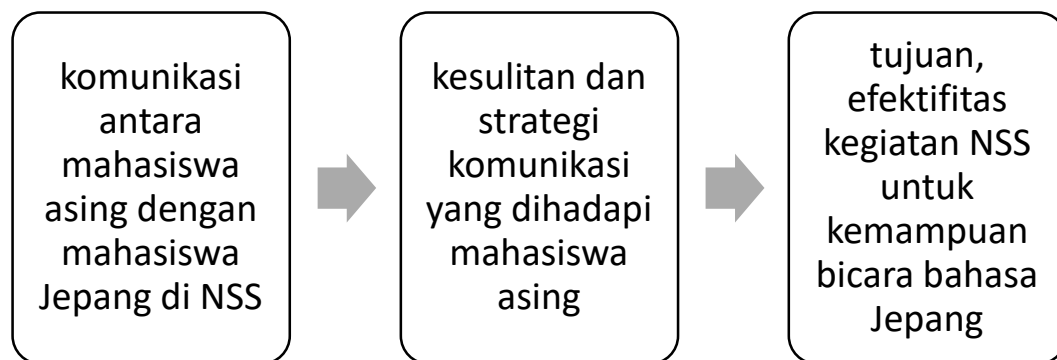 komunikasi
antara
mahasiswa
asing dengan
mahasiswa
Jepang di NSS
kesulitan dan
strategi
komunikasi
yang dihadapi
mahasiswa
asing
tujuan,
efektifitas
kegiatan NSS
untuk
kemampuan
bicara bahasa
Jepang